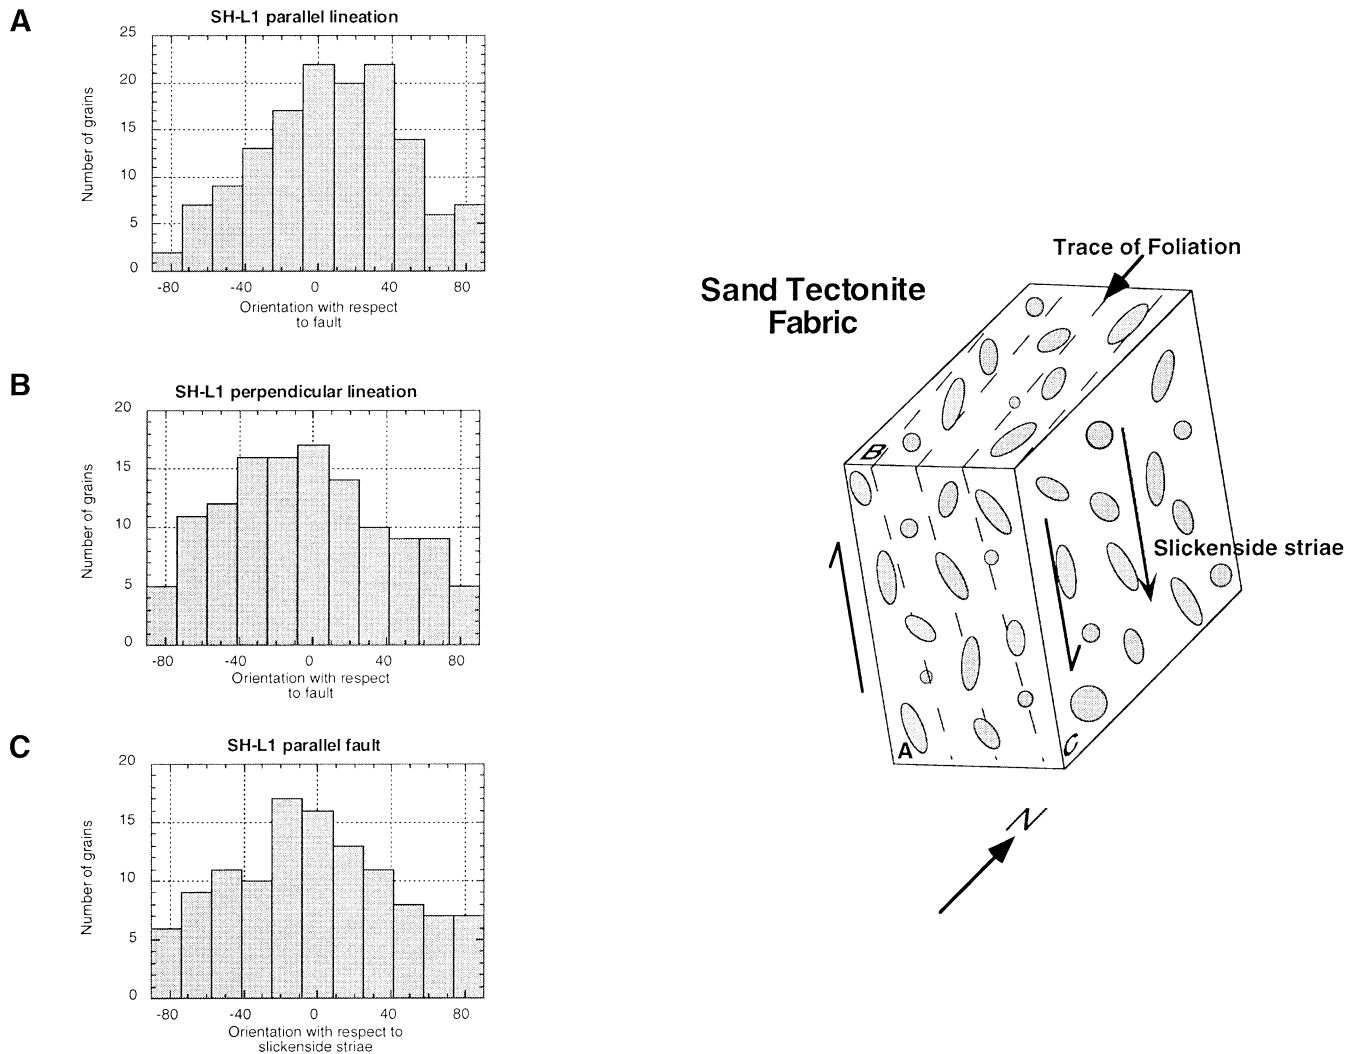 A
SH-L1 parallel lineation
25
20
15
10
5
0
Number of grains
-80 -40 0 40 80
Orientation with respect
to fault
B
SH-L1 perpendicular lineation
20
15
10
5
0
Number of grains
-80 -40 0 40 80
Orientation with respect
to fault
C
SH-L1 parallel fault
20
15
10
5
0
Number of grains
-80 -40 0 40 80
Orientation with respect to
slickenside striae
Trace of Foliation
Sand Tectonite
Fabric
B
Slickenside striae
A
C
N